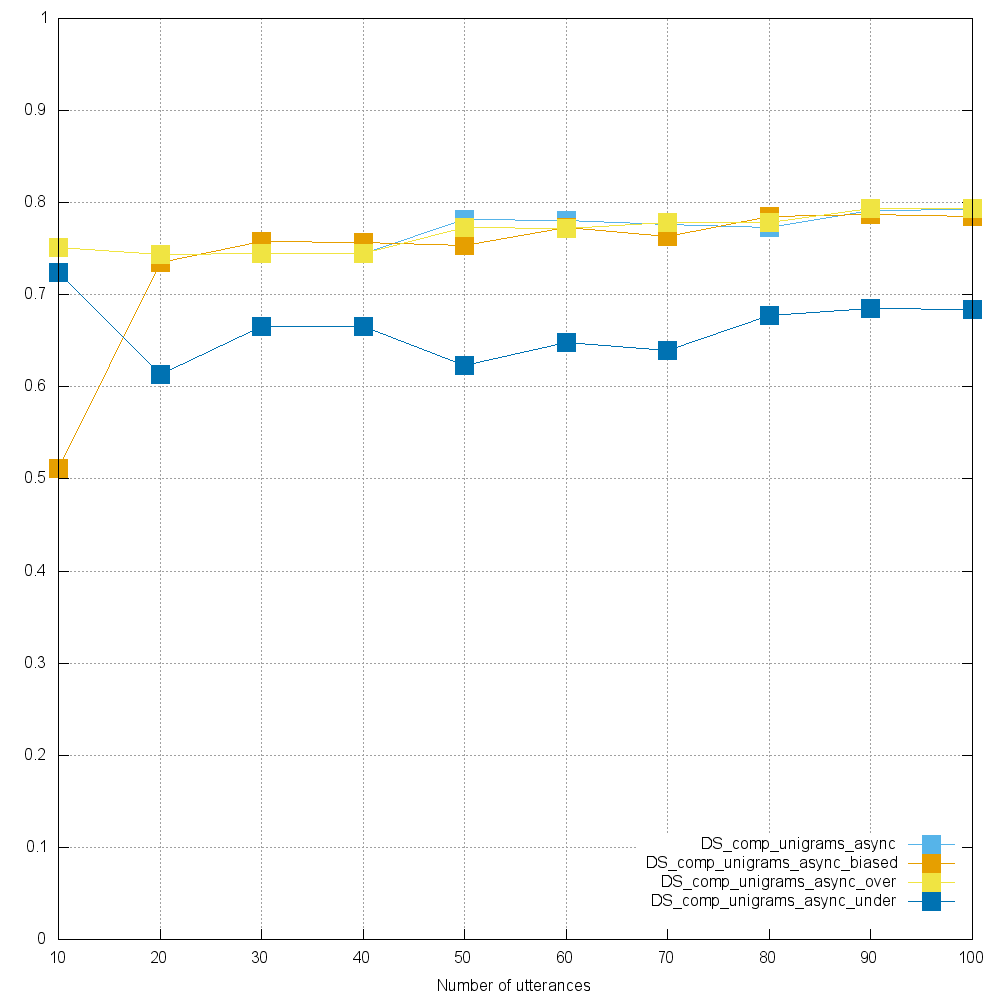 1
0.9
0.8
0.7
0.6
0.5
0.4
0.3
0.2
0.1
0
DS_comp_unigrams_async
DS_comp_unigrams_async_biased
DS_comp_unigrams_async_over
DS_comp_unigrams_async_under
10 20 30 40 50 60 70 80 90 100
Number of utterances